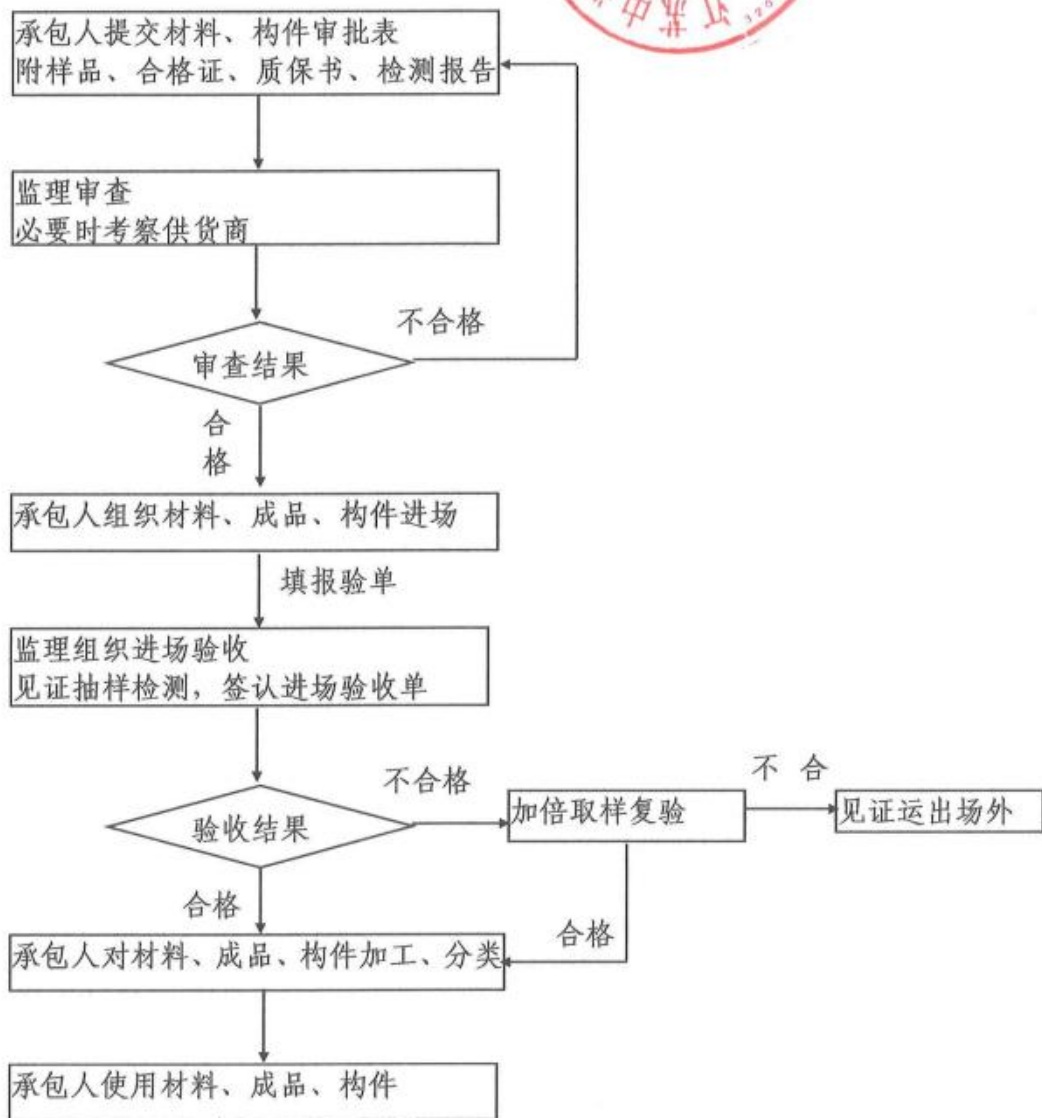 承包人提交材料、构件审批表
附样品、合格证、质保书、检测报告
监理审查
必要时考察供货商
不合格
审查结果
合
格
承包人组织材料、成品、构件进场
填报验单
监理组织进场验收
见证抽样检测，签认进场验收单
不合格
不 合
验收结果
加倍取样复验
见证运出场外
合格
合格
承包人对材料、成品、构件加工、分类
承包人使用材料、成品、构件